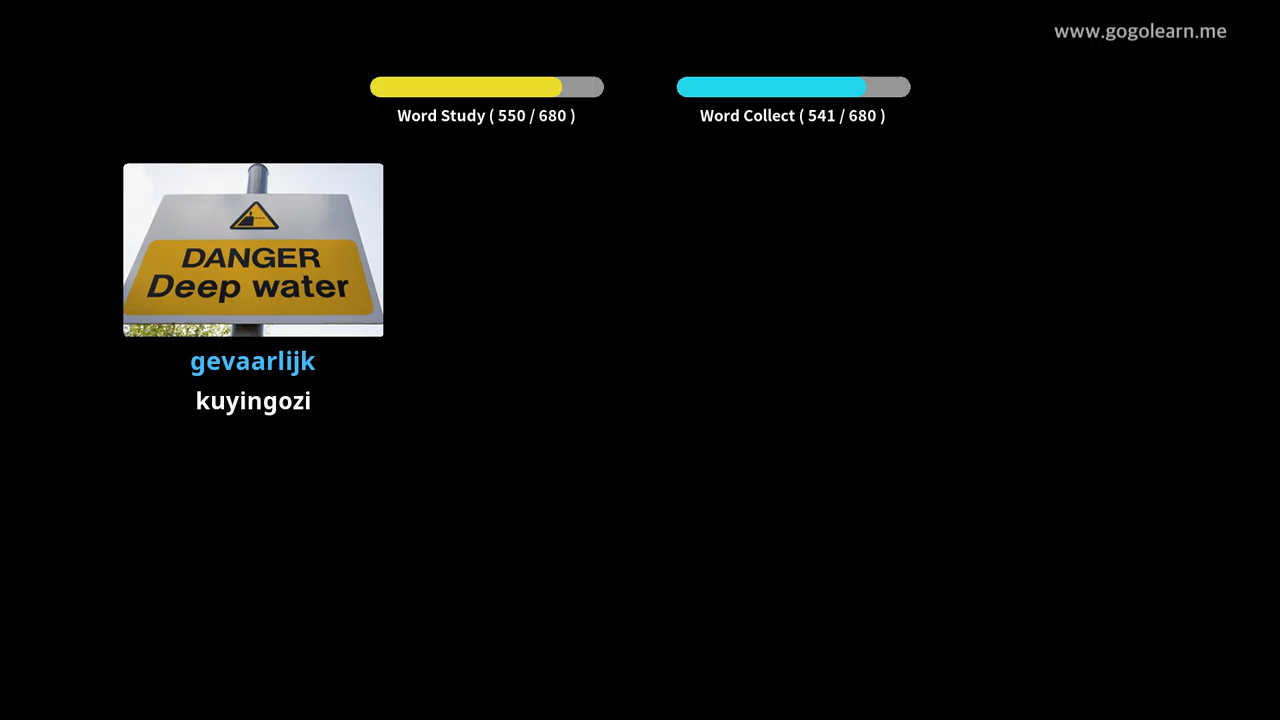 www.gogolearn.me
Word Study ( 550 / 680 )
Word Collect ( 541 / 680 )
DANGER
Deep water
gevaarlijk
kuyingozi